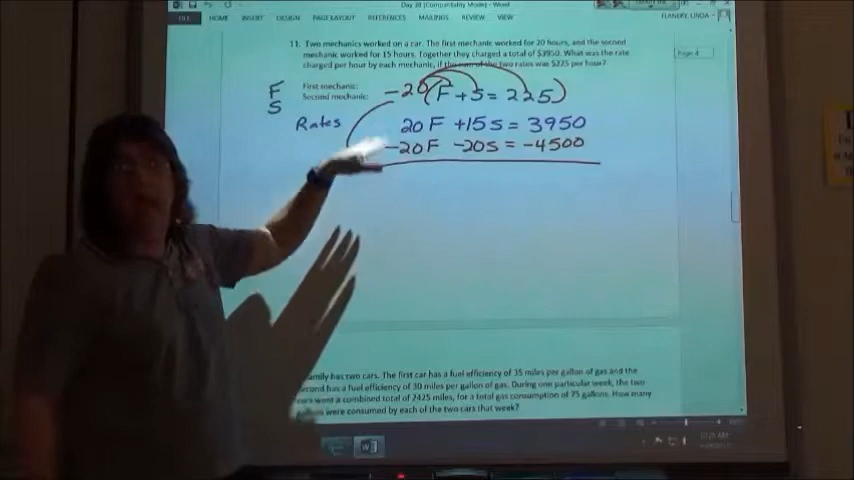 Day 20 [Compatibility Mode] - Word
FILE HOME INSERT DESIGN PAGE LAYOUT REFERENCES MAILINGS REVIEW VIEW
FLANERY, LINDA
11. Two mechanics worked on a car. The first mechanic worked for 20 hours, and the second
mechanic worked for 15 hours. Together they charged a total of $3950. What was the rate
charged per hour by each mechanic, if the sum of the two rates was $225 per hour?
Page 4
F First mechanic:
S Second mechanic:
-20(F+S=225)
Rates
20F +15S = 3950
-20F -20S = -4500
family has two cars. The first car has a fuel efficiency of 35 miles per gallon of gas and the
second has a fuel efficiency of 30 miles per gallon of gas. During one particular week, the two
cars went a combined total of 2425 miles, for a total gas consumption of 75 gallons. How many
gallons were consumed by each of the two cars that week?